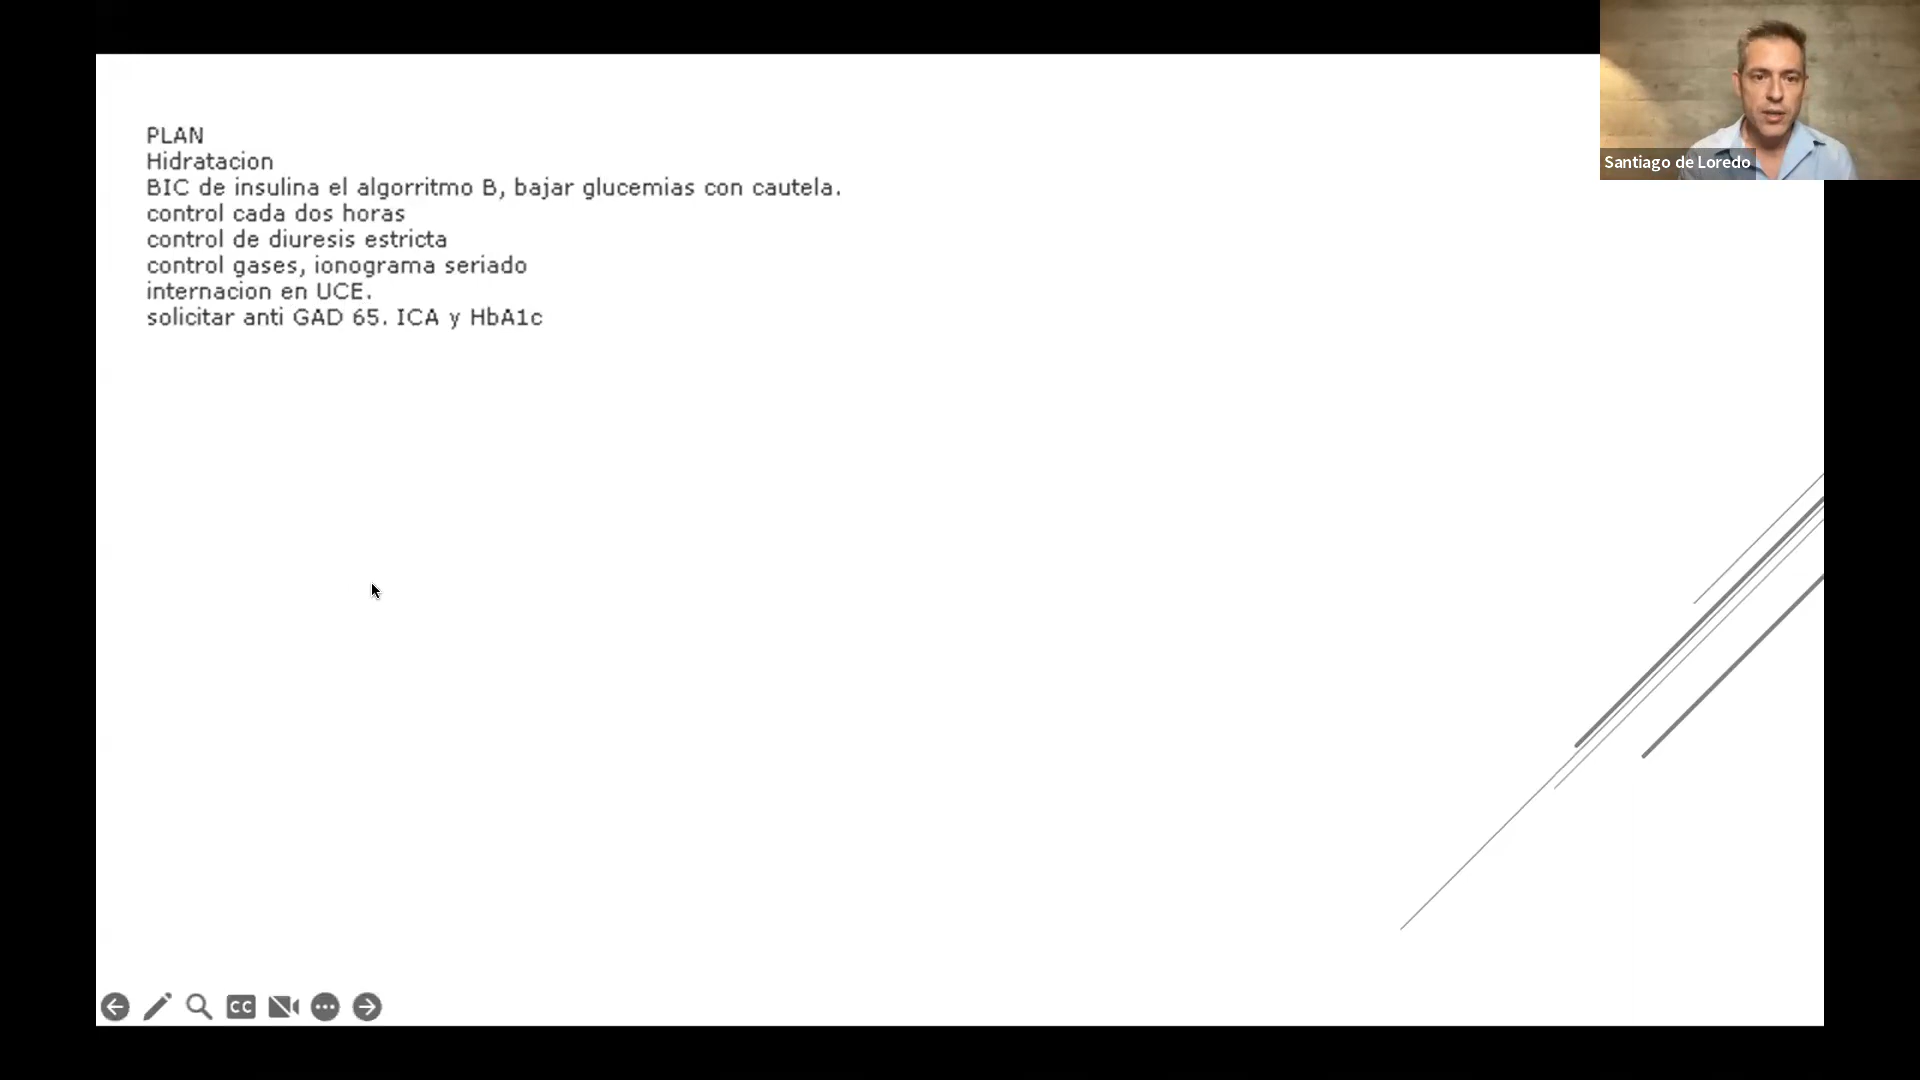 PLAN
Hidratacion
BIC de insulina el algorritmo B, bajar glucemias con cautela.
control cada dos horas
control de diuresis estricta
control gases, ionograma seriado
internacion en UCE.
solicitar anti GAD 65. ICA y HbA1c
Santiago de Loredo
CC